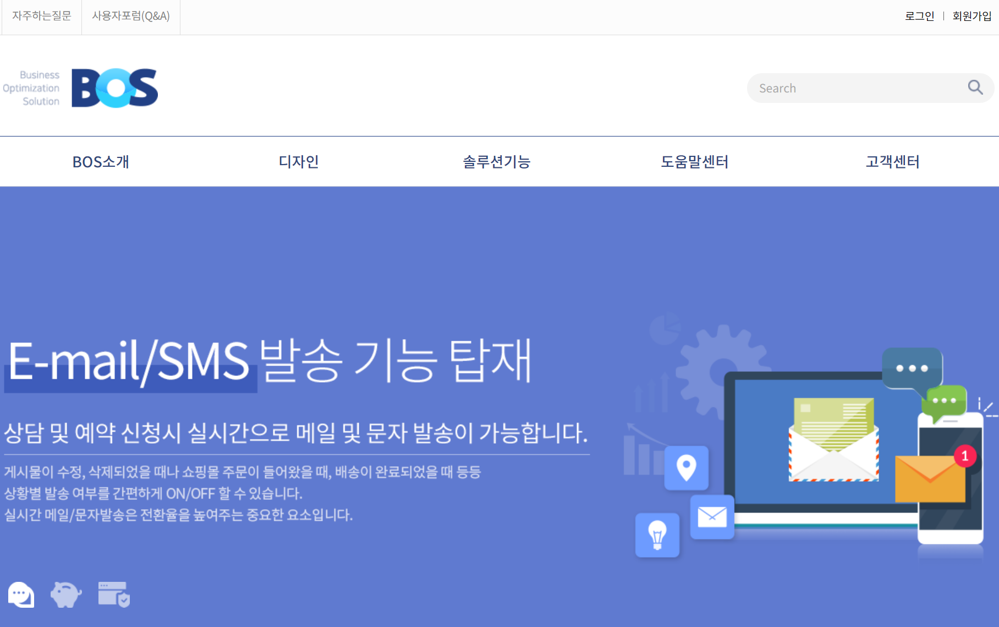 자주하는질문
사용자포럼(Q&A)
로그인
회원가입
Business
Optimization
Solution
BOS
Search
BOS소개
디자인
솔루션기능
도움말센터
고객센터
E-mail/SMS 발송 기능 탑재
상담 및 예약 신청시 실시간으로 메일 및 문자 발송이 가능합니다.
게시물이 수정, 삭제되었을 때나 쇼핑몰 주문이 들어왔을 때, 배송이 완료되었을 때 등등
상황별 발송 여부를 간편하게 ON/OFF 할 수 있습니다.
실시간 메일/문자발송은 전환율을 높여주는 중요한 요소입니다.
1